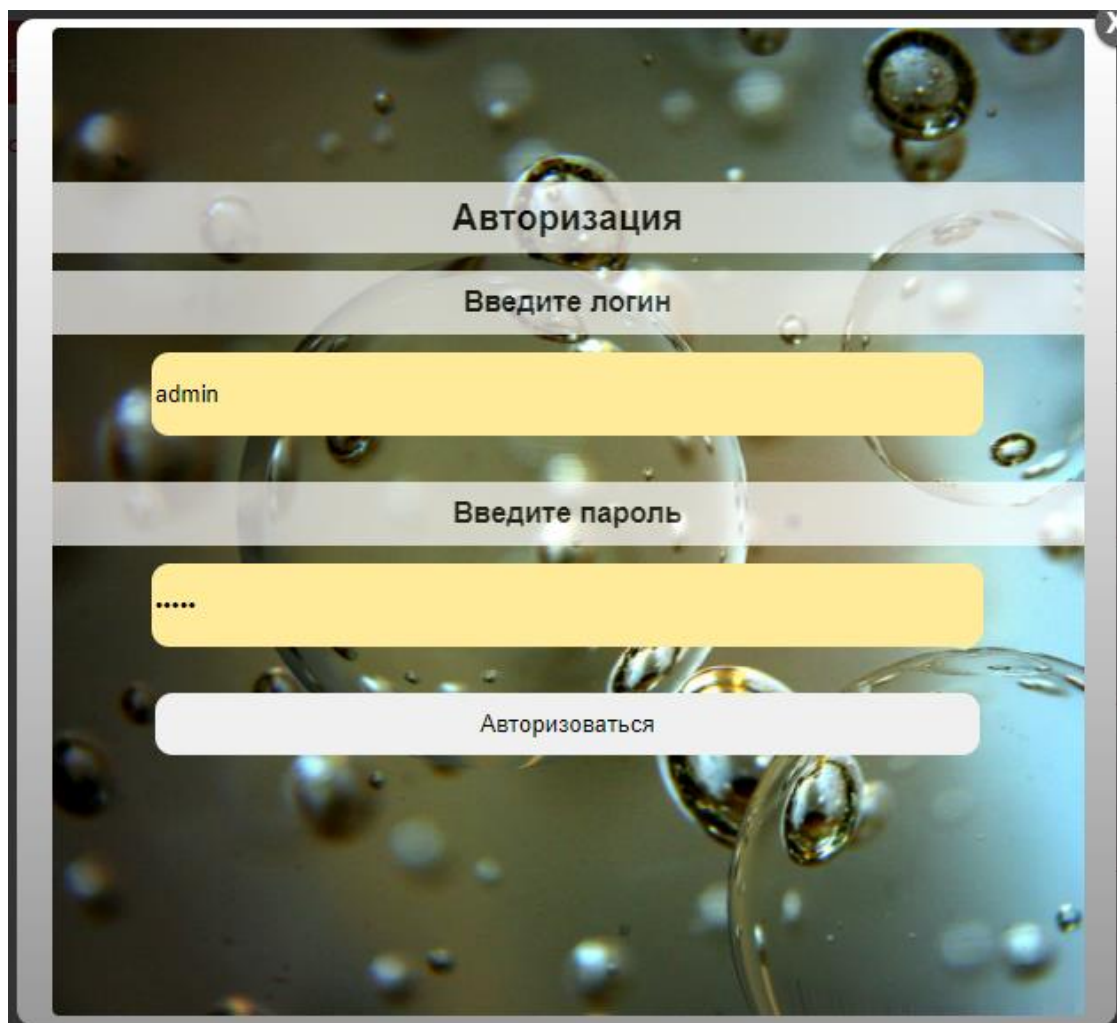 Авторизация
Введите логин
admin
Введите пароль
•••••
Авторизоваться